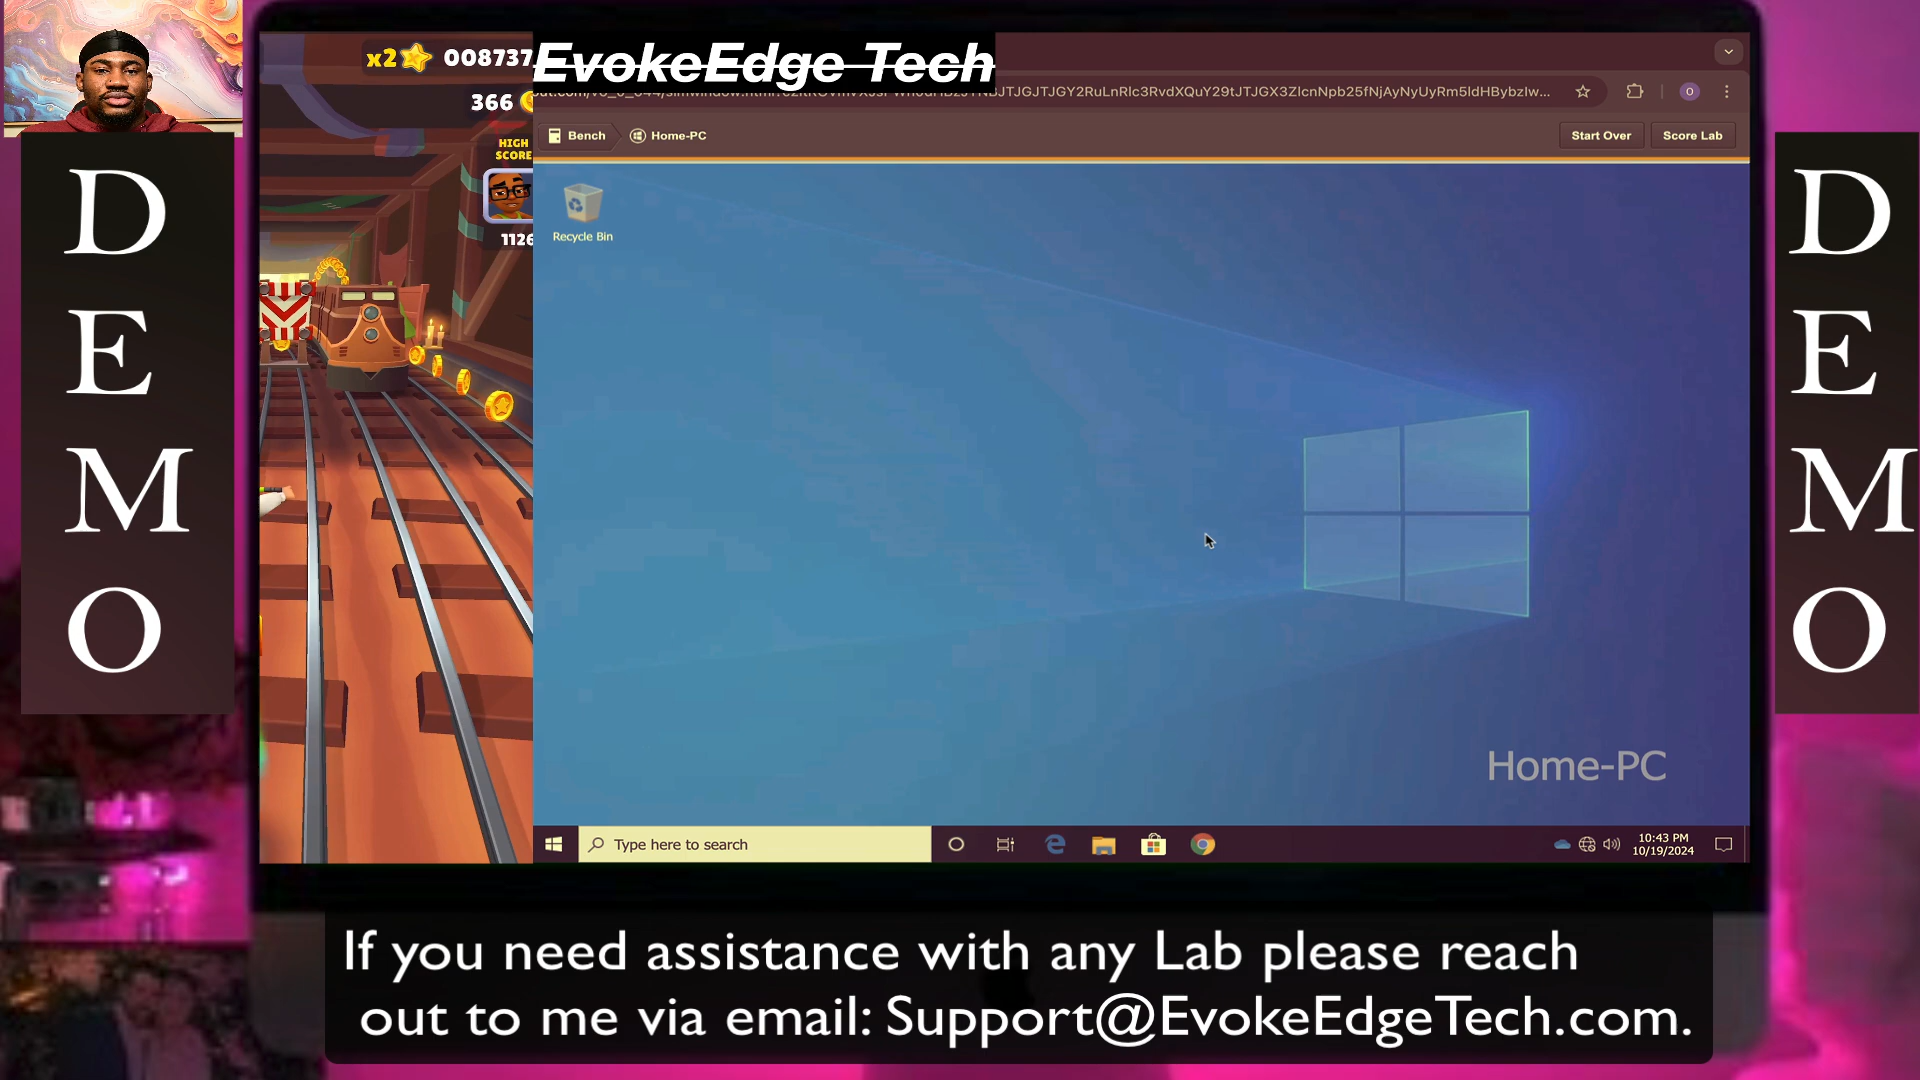 x2 008737
366
HIGH
SCORE
1126
EvokeEdge Tech
Bench
Home-PC
Start Over
Score Lab
Recycle Bin
Home-PC
Type here to search
10:43 PM
10/19/2024
D
E
M
O
D
E
M
O
If you need assistance with any Lab please reach
out to me via email: Support@EvokeEdgeTech.com.